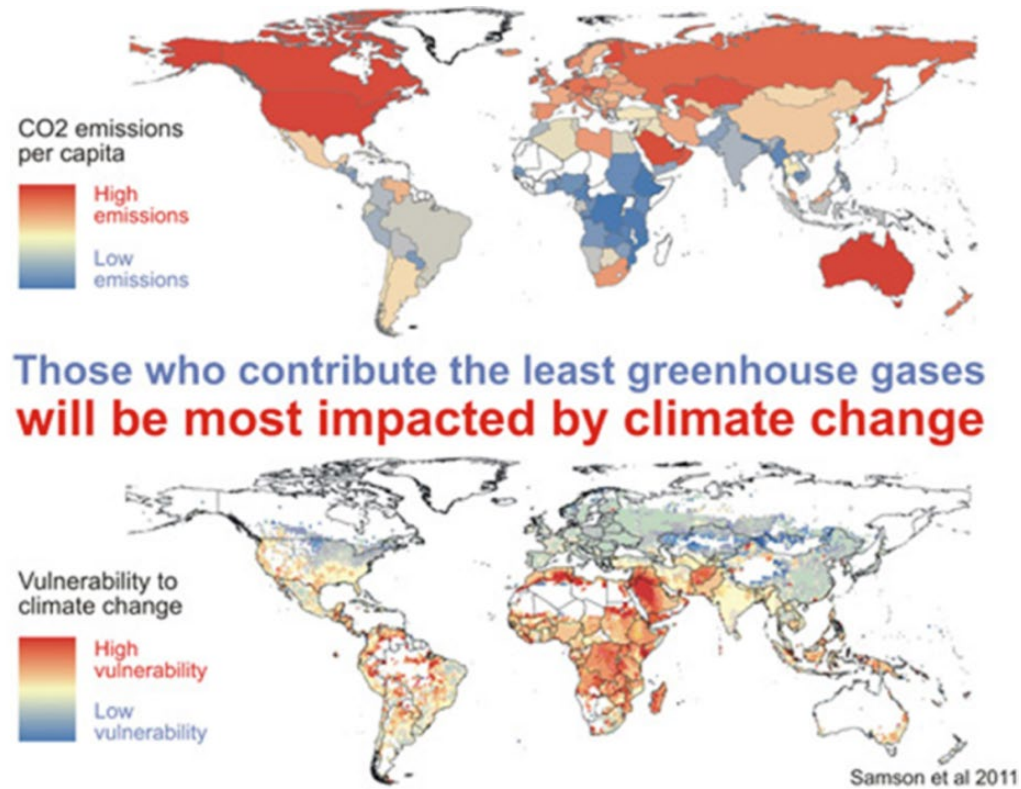 CO2 emissions
per capita
High
emissions
Low
emissions
Those who contribute the least greenhouse gases
will be most impacted by climate change
Vulnerability to
climate change
High
vulnerability
Low
vulnerability
Samson et al 2011